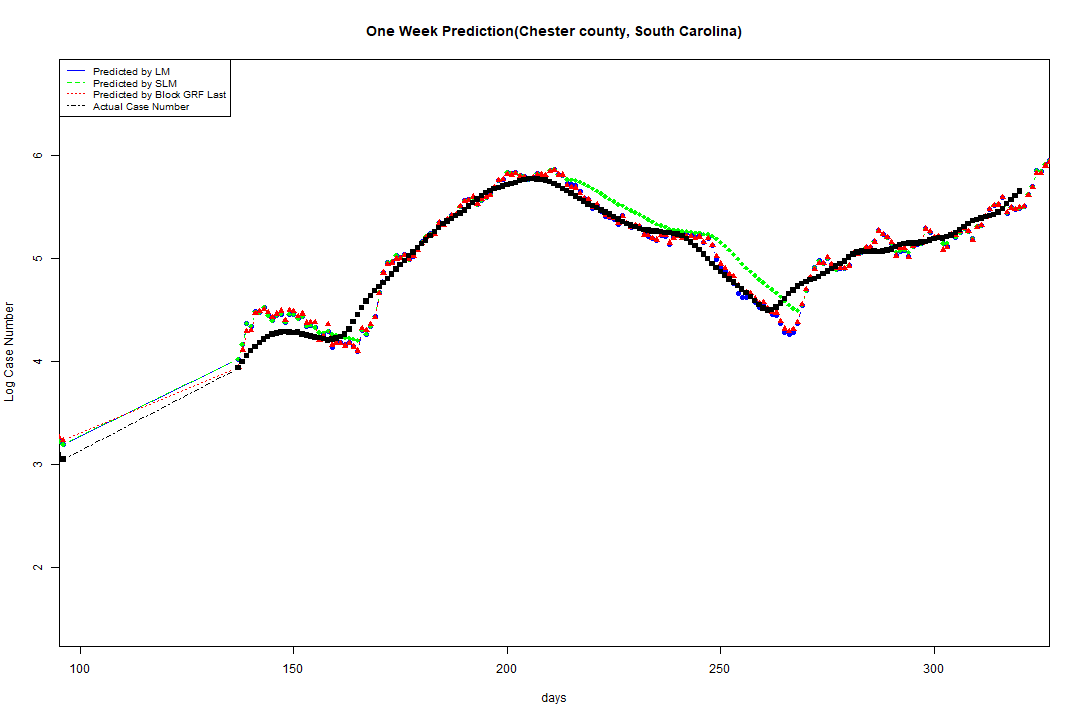 One Week Prediction(Chester county, South Carolina)
Predicted by LM
Predicted by SLM
Predicted by Block GRF Last
Actual Case Number
6
5
4
3
2
Log Case Number
100 150 200 250 300
days